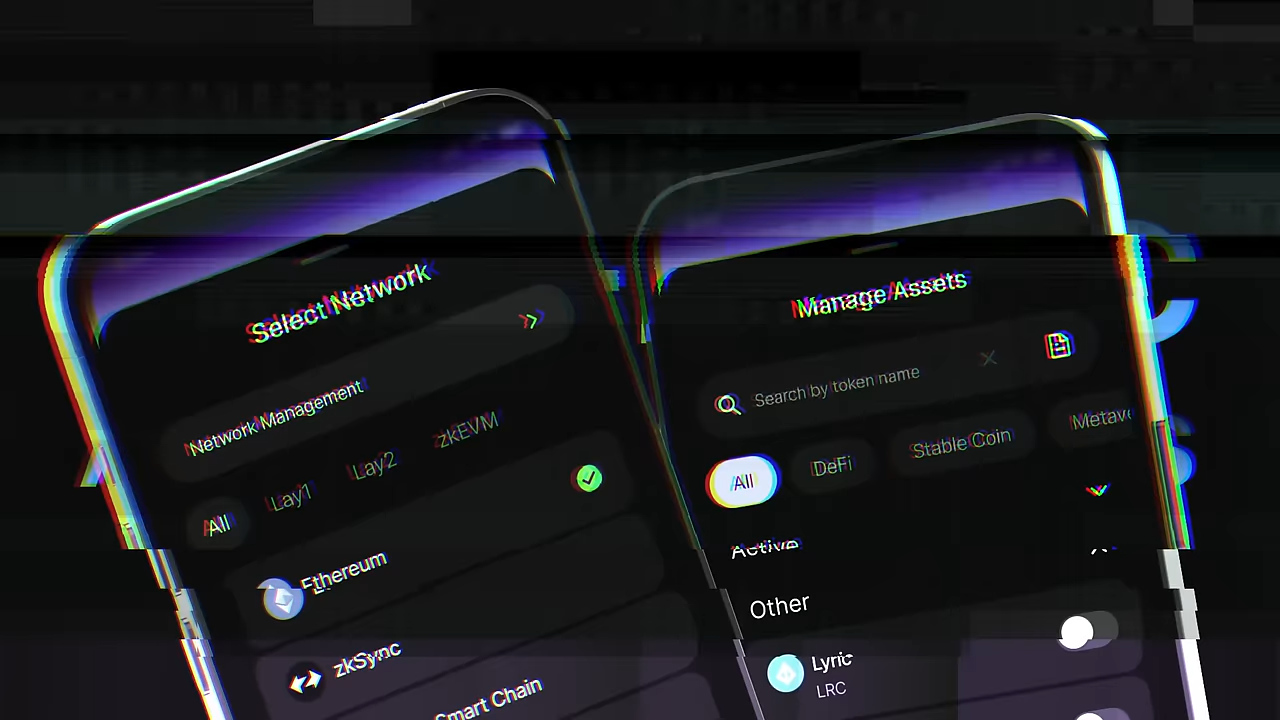 Select Network
Network Management
All
Lay1
Lay2
zkEVM
Ethereum
zkSync
Smart Chain
Manage Assets
Search by token name
All
DeFi
Stable Coin
Metav
Active
Other
Lyric
LRC